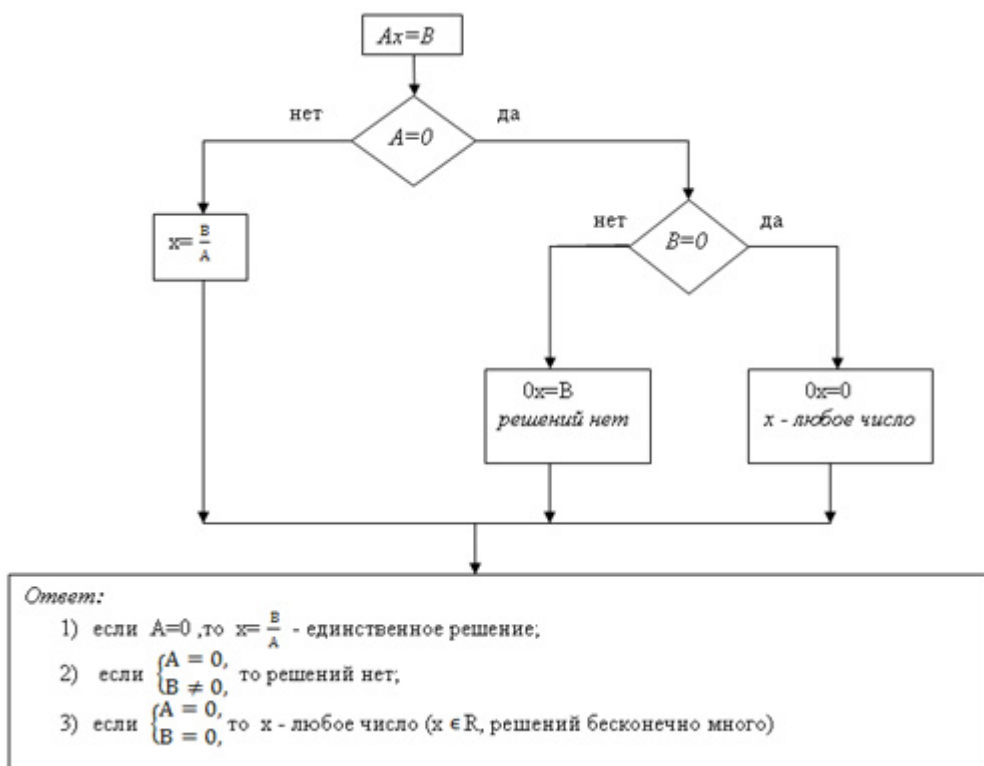 Ax=B
нет
да
A=0
x= B/A
нет
да
B=0
0x=B
решений нет
0x=0
x - любое число
Ответ:
1) если A=0 ,то x= B/A - единственное решение;
2) если {A = 0, B ≠ 0, то решений нет;
3) если {A = 0, B = 0, то x - любое число (x ∈R, решений бесконечно много)